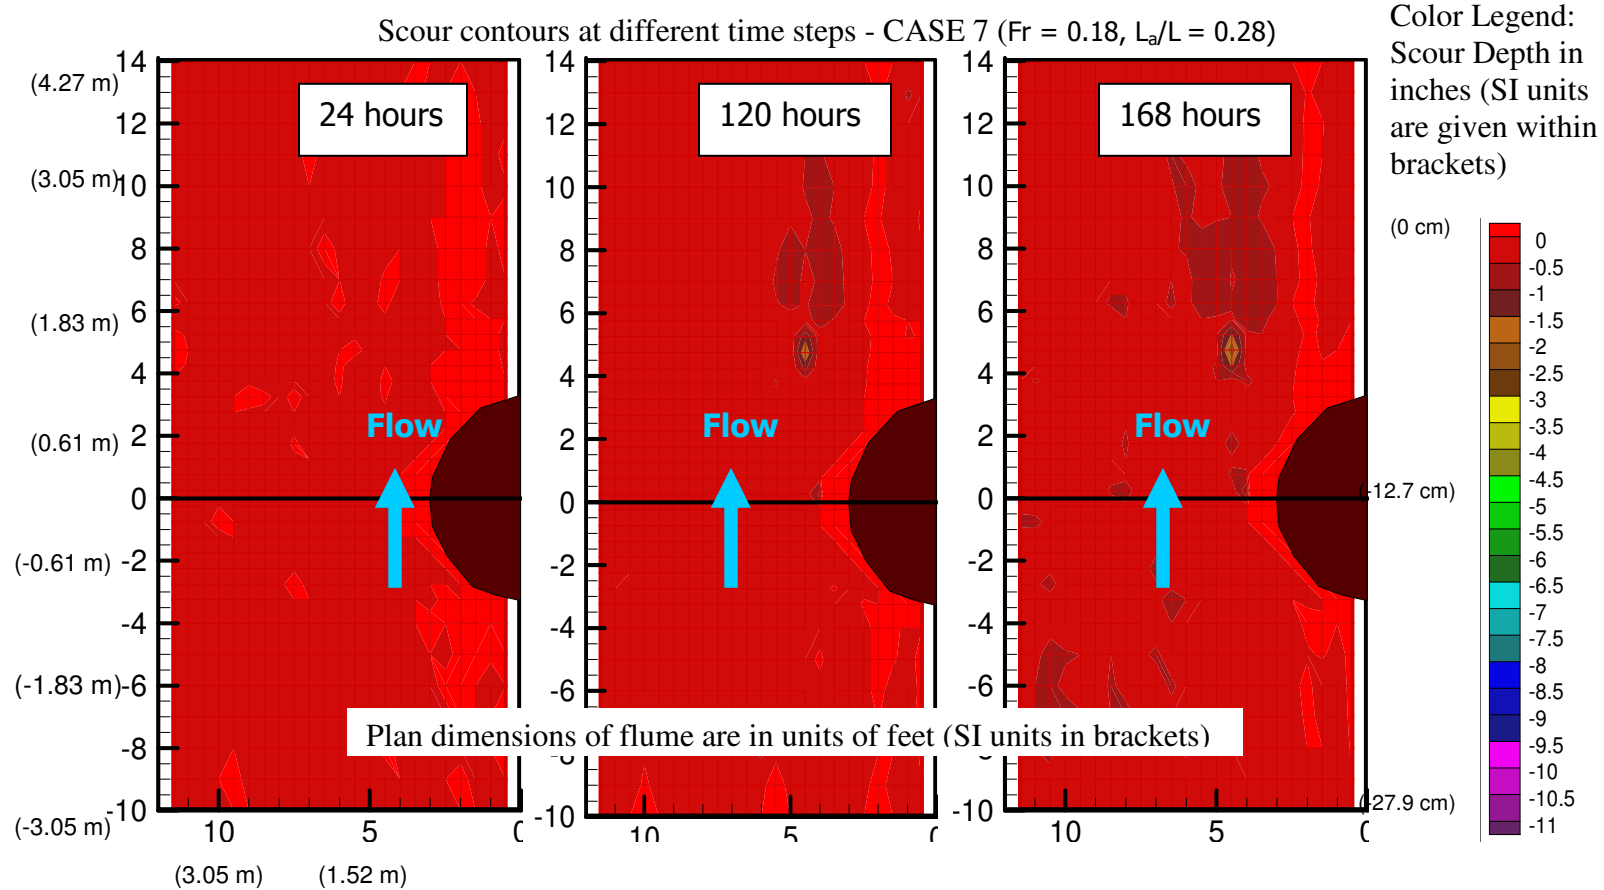 Scour contours at different time steps - CASE 7 (Fr = 0.18, La/L = 0.28)
Color Legend:
Scour Depth in
inches (SI units
are given within
brackets)
24 hours
120 hours
168 hours
14
12
10
8
6
4
2
0
-2
-4
-6
-8
-10
(4.27 m)
(3.05 m)
(1.83 m)
(0.61 m)
(-0.61 m)
(-1.83 m)
(-3.05 m)
10 5 0
(3.05 m) (1.52 m)
Flow
14
12
10
8
6
4
2
0
-2
-4
-6
-8
-10
10 5 0
Flow
14
12
10
8
6
4
2
0
-2
-4
-6
-8
-10
10 5 0
Flow
Plan dimensions of flume are in units of feet (SI units in brackets)
(0 cm)
(-12.7 cm)
(-27.9 cm)
0
-0.5
-1
-1.5
-2
-2.5
-3
-3.5
-4
-4.5
-5
-5.5
-6
-6.5
-7
-7.5
-8
-8.5
-9
-9.5
-10
-10.5
-11